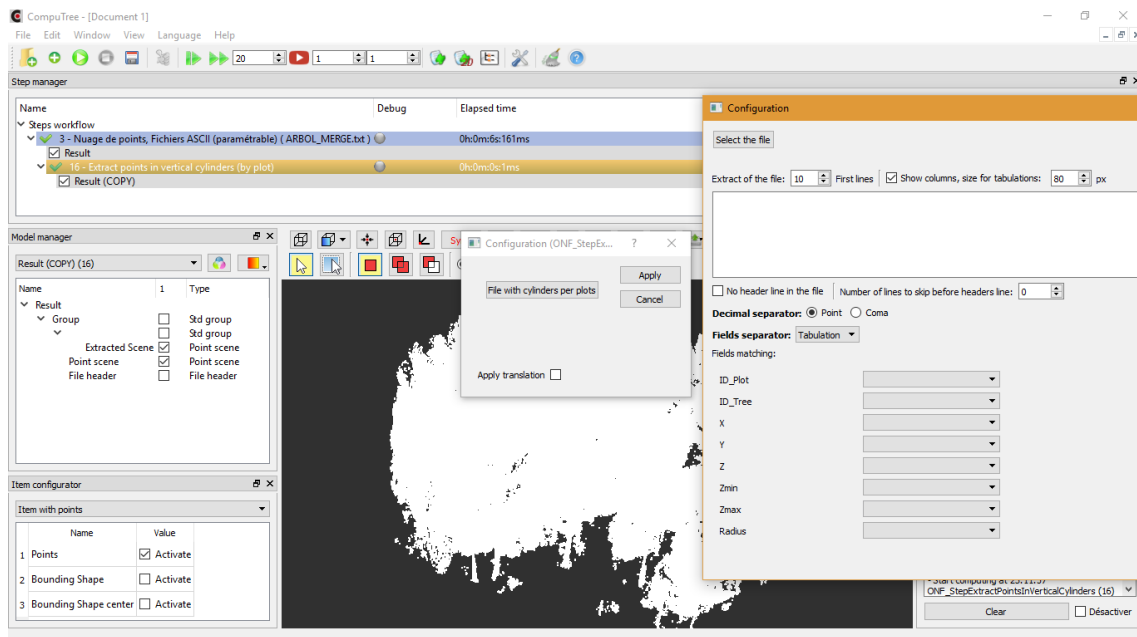 CompuTree - [Document 1]
File Edit Window View Language Help
20 1 1
Step manager
Name Debug Elapsed time
Steps workflow
3 - Nuage de points, Fichiers ASCII (paramétrable) ( ARBOL_MERGE.txt ) 0h:0m:6s:161ms
Result
16 - Extract points in vertical cylinders (by plot) 0h:0m:0s:1ms
Result (COPY)
Model manager
Result (COPY) (16)
Name 1 Type
Result
Group Std group
Std group
Extracted Scene Point scene
Point scene Point scene
File header File header
Item configurator
Item with points
Name Value
1 Points Activate
2 Bounding Shape Activate
3 Bounding Shape center Activate
Sy
Configuration (ONF_StepEx... ?
Apply
File with cylinders per plots
Cancel
Apply translation
Configuration
Select the file
Extract of the file: 10 First lines Show columns, size for tabulations: 80 px
No header line in the file Number of lines to skip before headers line: 0
Decimal separator: Point Coma
Fields separator: Tabulation
Fields matching:
ID_Plot
ID_Tree
X
Y
Z
Zmin
Zmax
Radius
- Start computing at 23:11:37
ONF_StepExtractPointsInVerticalCylinders (16)
Clear Désactiver